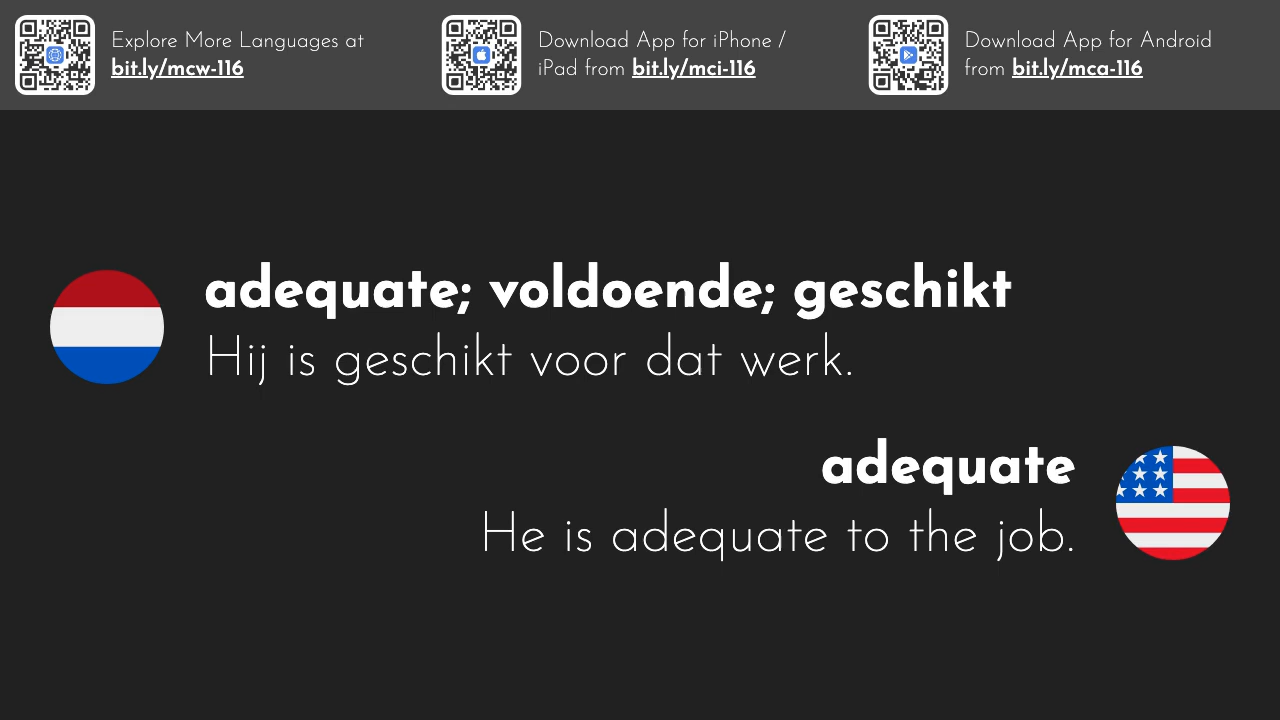 Explore More Languages at
bit.ly/mcw-116
Download App for iPhone /
iPad from bit.ly/mci-116
Download App for Android
from bit.ly/mca-116
adequate; voldoende; geschikt
Hij is geschikt voor dat werk.
adequate
He is adequate to the job.